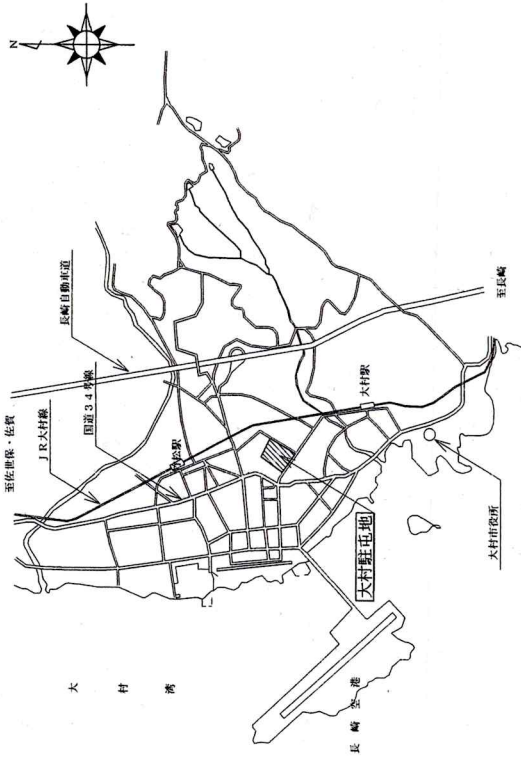 N
至佐世保・佐賀
JR大村線
国道34号線
長崎自動車道
松駅
大村駅
至長崎
大村駐屯地
大村市役所
大村湾
長崎空港